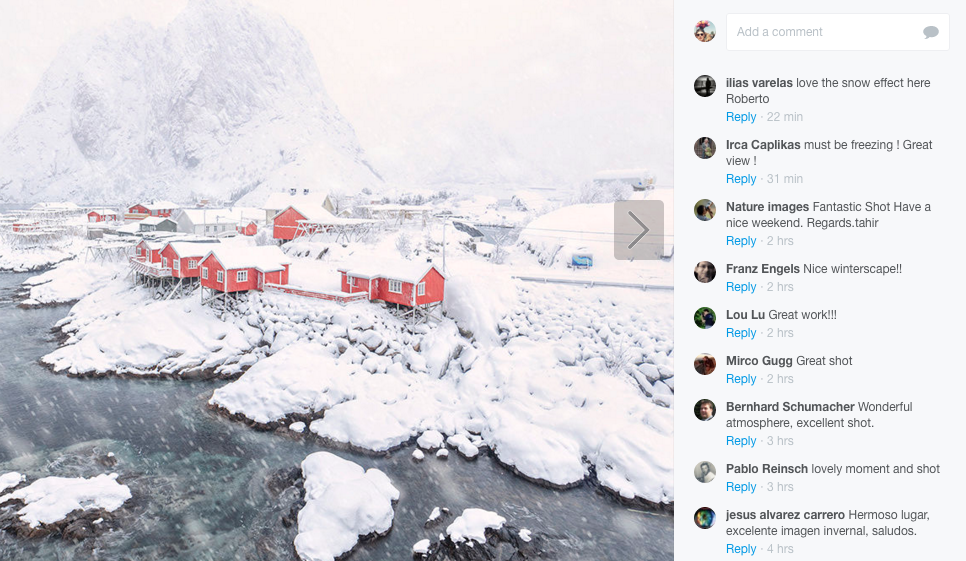 Add a comment
ilias varelas love the snow effect here
Roberto
Reply · 22 min
Irca Caplikas must be freezing ! Great
view !
Reply · 31 min
Nature images Fantastic Shot Have a
nice weekend. Regards.tahir
Reply · 2 hrs
Franz Engels Nice winterscape!!
Reply · 2 hrs
Lou Lu Great work!!!
Reply · 2 hrs
Mirco Gugg Great shot
Reply · 2 hrs
Bernhard Schumacher Wonderful
atmosphere, excellent shot.
Reply · 3 hrs
Pablo Reinsch lovely moment and shot
Reply · 3 hrs
jesus alvarez carrero Hermoso lugar,
excelente imagen invernal, saludos.
Reply · 4 hrs